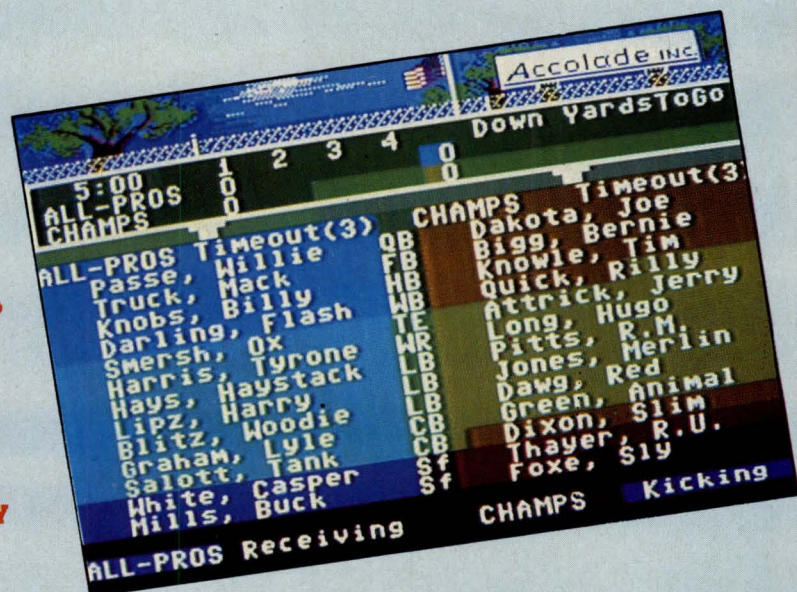 Accolade INC.
1 2 3 4 Down YardsToGo
5:00
ALL-PROS 0 0
CHAMPS 0 0
ALL-PROS Timeout(3) CHAMPS Timeout(3)
Passe, Willie QB Dakota, Joe
Truck, Mack FB Bigg, Bernie
Knobs, Billy HB Knowle, Tim
Darling, Flash WB Quick, Rilly
Smersh, Ox TE Attrick, Jerry
Harris, Tyrone WR Long, Hugo
Hays, Haystack LB Pitts, R.M.
Lipz, Harry LB Jones, Merlin
Blitz, Woodie LB Dawg, Red
Graham, Lyle CB Green, Animal
Salott, Tank CB Dixon, Slim
White, Casper Sf Thayer, R.U.
Mills, Buck Sf Foxe, Sly
ALL-PROS Receiving CHAMPS Kicking
Y